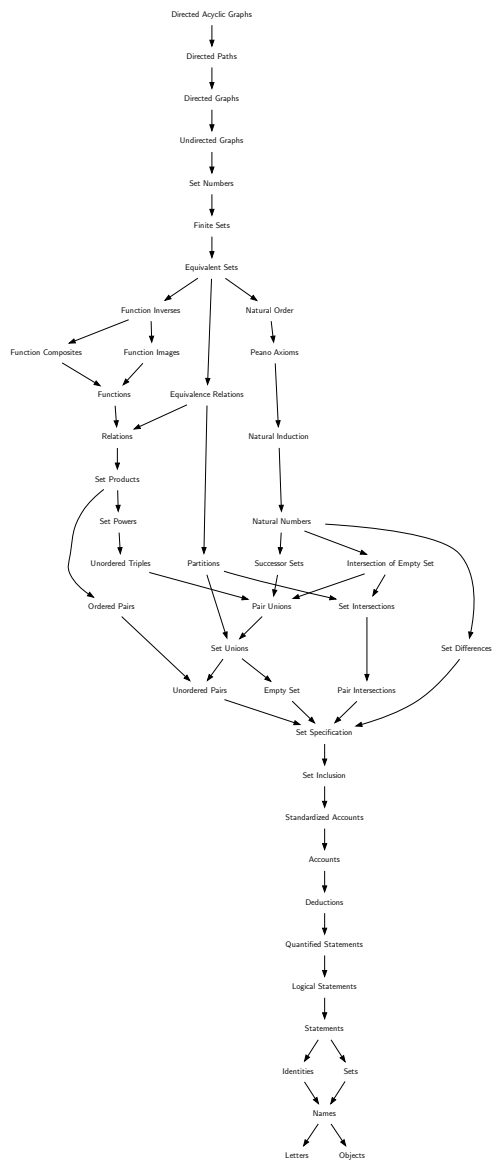 Directed Acyclic Graphs
Directed Paths
Directed Graphs
Undirected Graphs
Set Numbers
Finite Sets
Equivalent Sets
Function Inverses
Natural Order
Function Composites
Function Images
Peano Axioms
Functions
Equivalence Relations
Relations
Natural Induction
Set Products
Set Powers
Natural Numbers
Unordered Triples
Partitions
Successor Sets
Intersection of Empty Set
Ordered Pairs
Pair Unions
Set Intersections
Set Unions
Set Differences
Unordered Pairs
Empty Set
Pair Intersections
Set Specification
Set Inclusion
Standardized Accounts
Accounts
Deductions
Quantified Statements
Logical Statements
Statements
Identities
Sets
Names
Letters
Objects